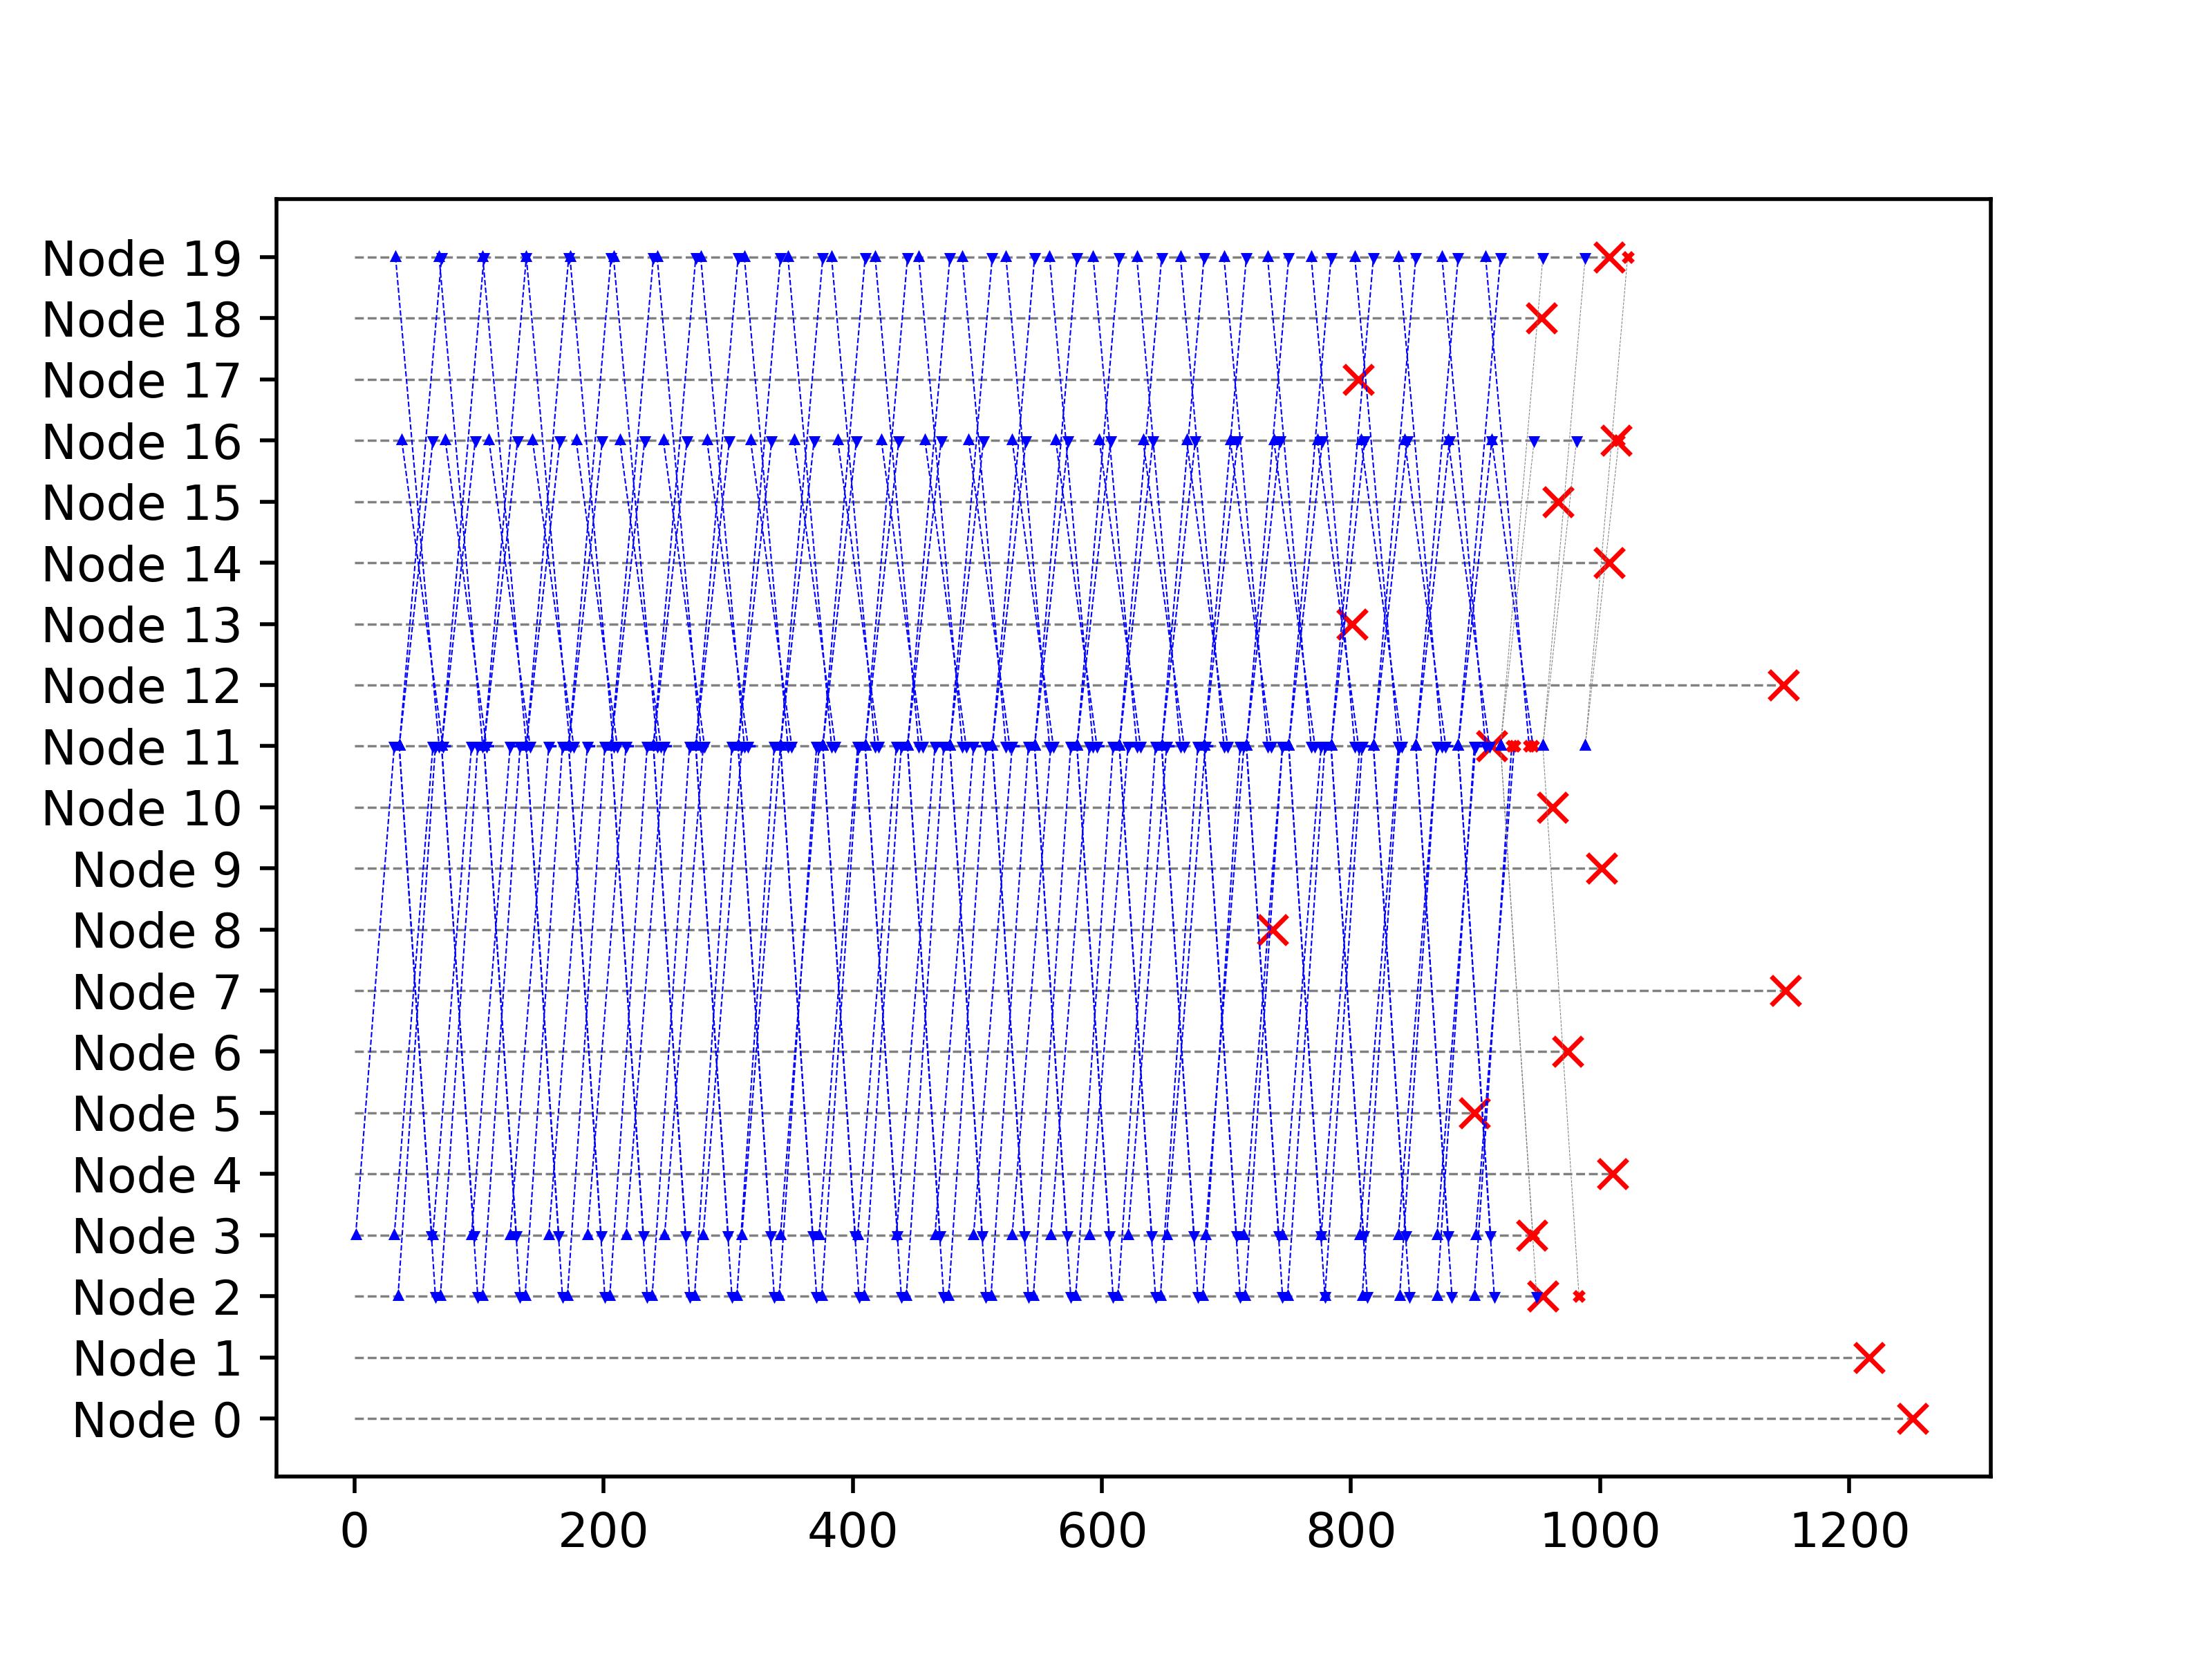 Node 19
Node 18
Node 17
Node 16
Node 15
Node 14
Node 13
Node 12
Node 11
Node 10
Node 9
Node 8
Node 7
Node 6
Node 5
Node 4
Node 3
Node 2
Node 1
Node 0
0 200 400 600 800 1000 1200